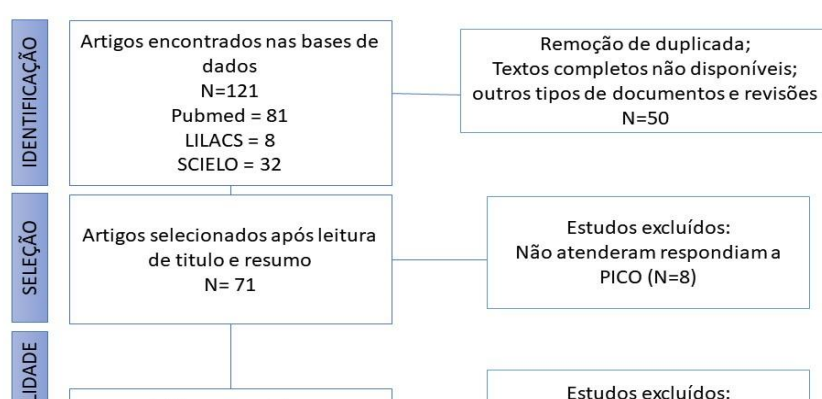 IDENTIFICAÇÃO
Artigos encontrados nas bases de
dados
N=121
Pubmed = 81
LILACS = 8
SCIELO = 32
Remoção de duplicada;
Textos completos não disponíveis;
outros tipos de documentos e revisões
N=50
SELEÇÃO
Artigos selecionados após leitura
de titulo e resumo
N= 71
Estudos excluídos:
Não atenderam respondiam a
PICO (N=8)
LIDADE
Estudos excluídos: